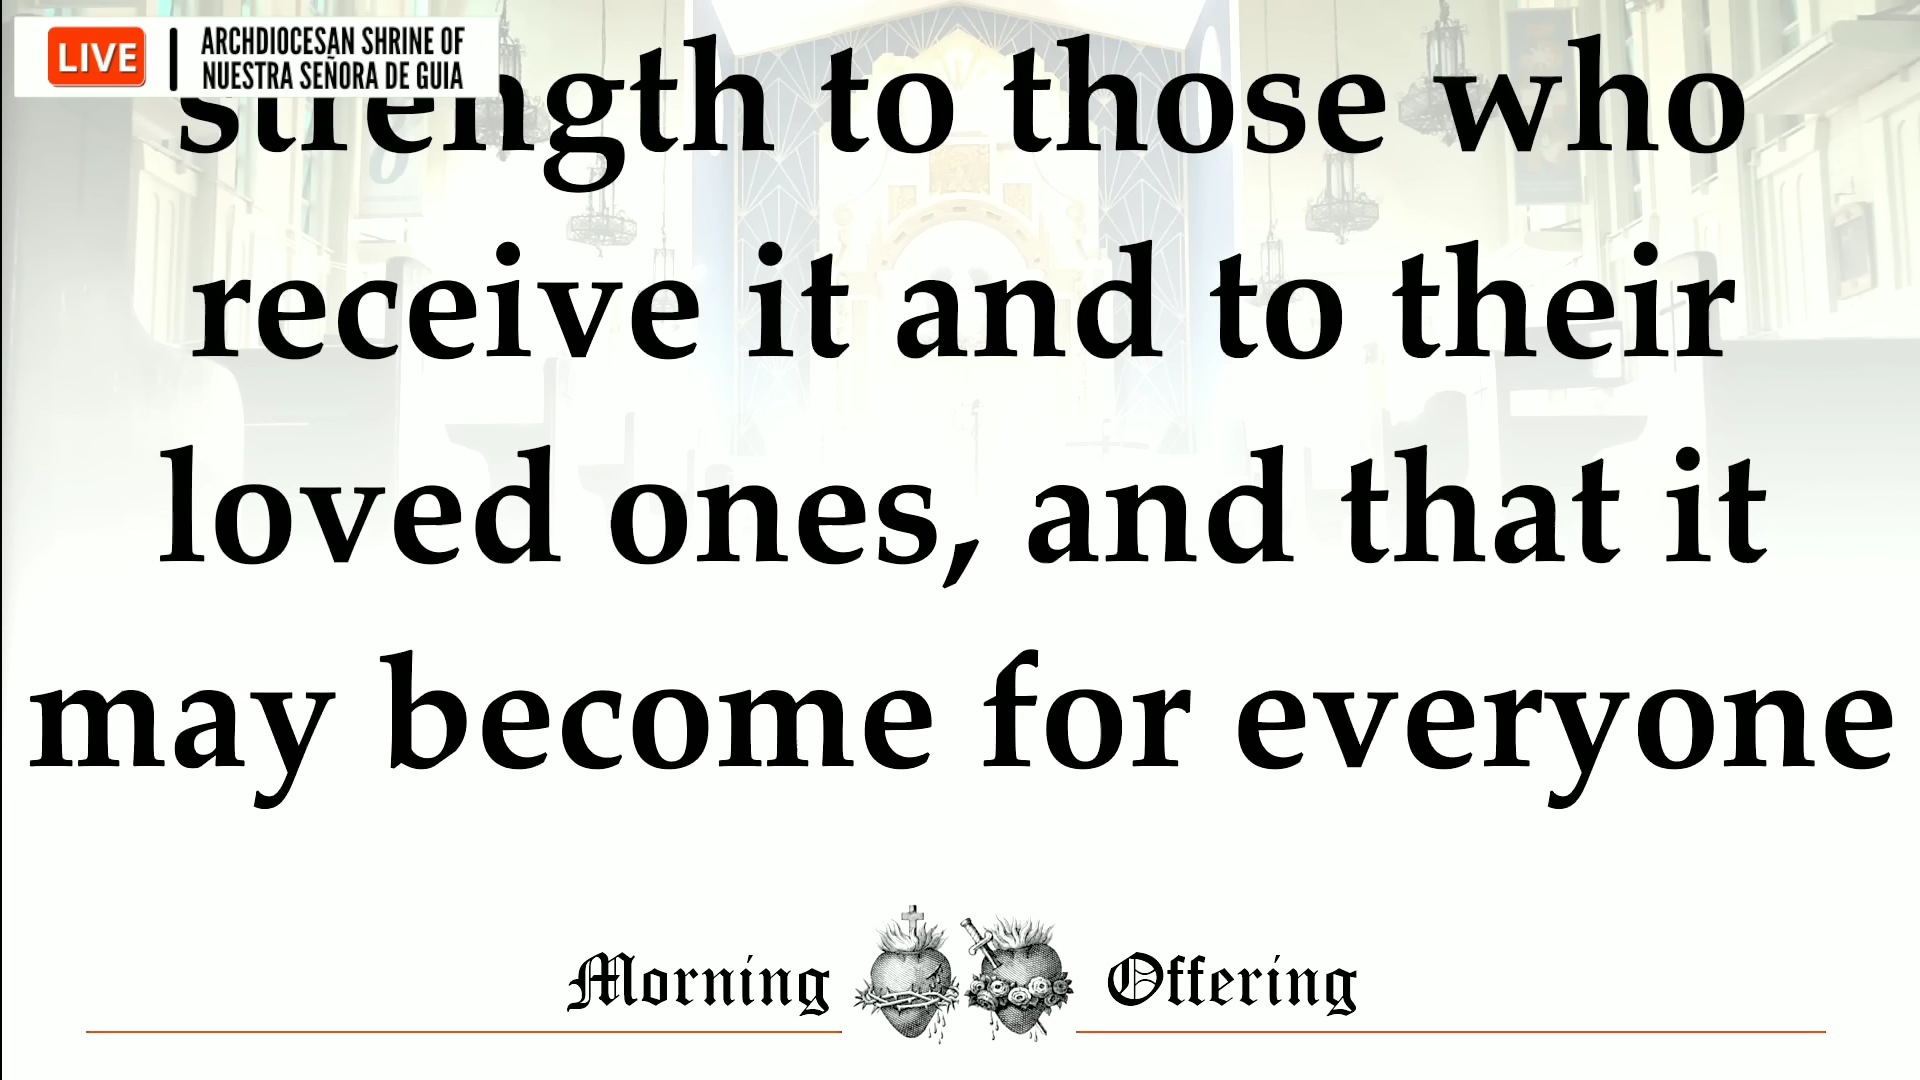 LIVE
ARCHDIOCESAN SHRINE OF
NUESTRA SEÑORA DE GUIA
strength to those who
receive it and to their
loved ones, and that it
may become for everyone
Morning Offering